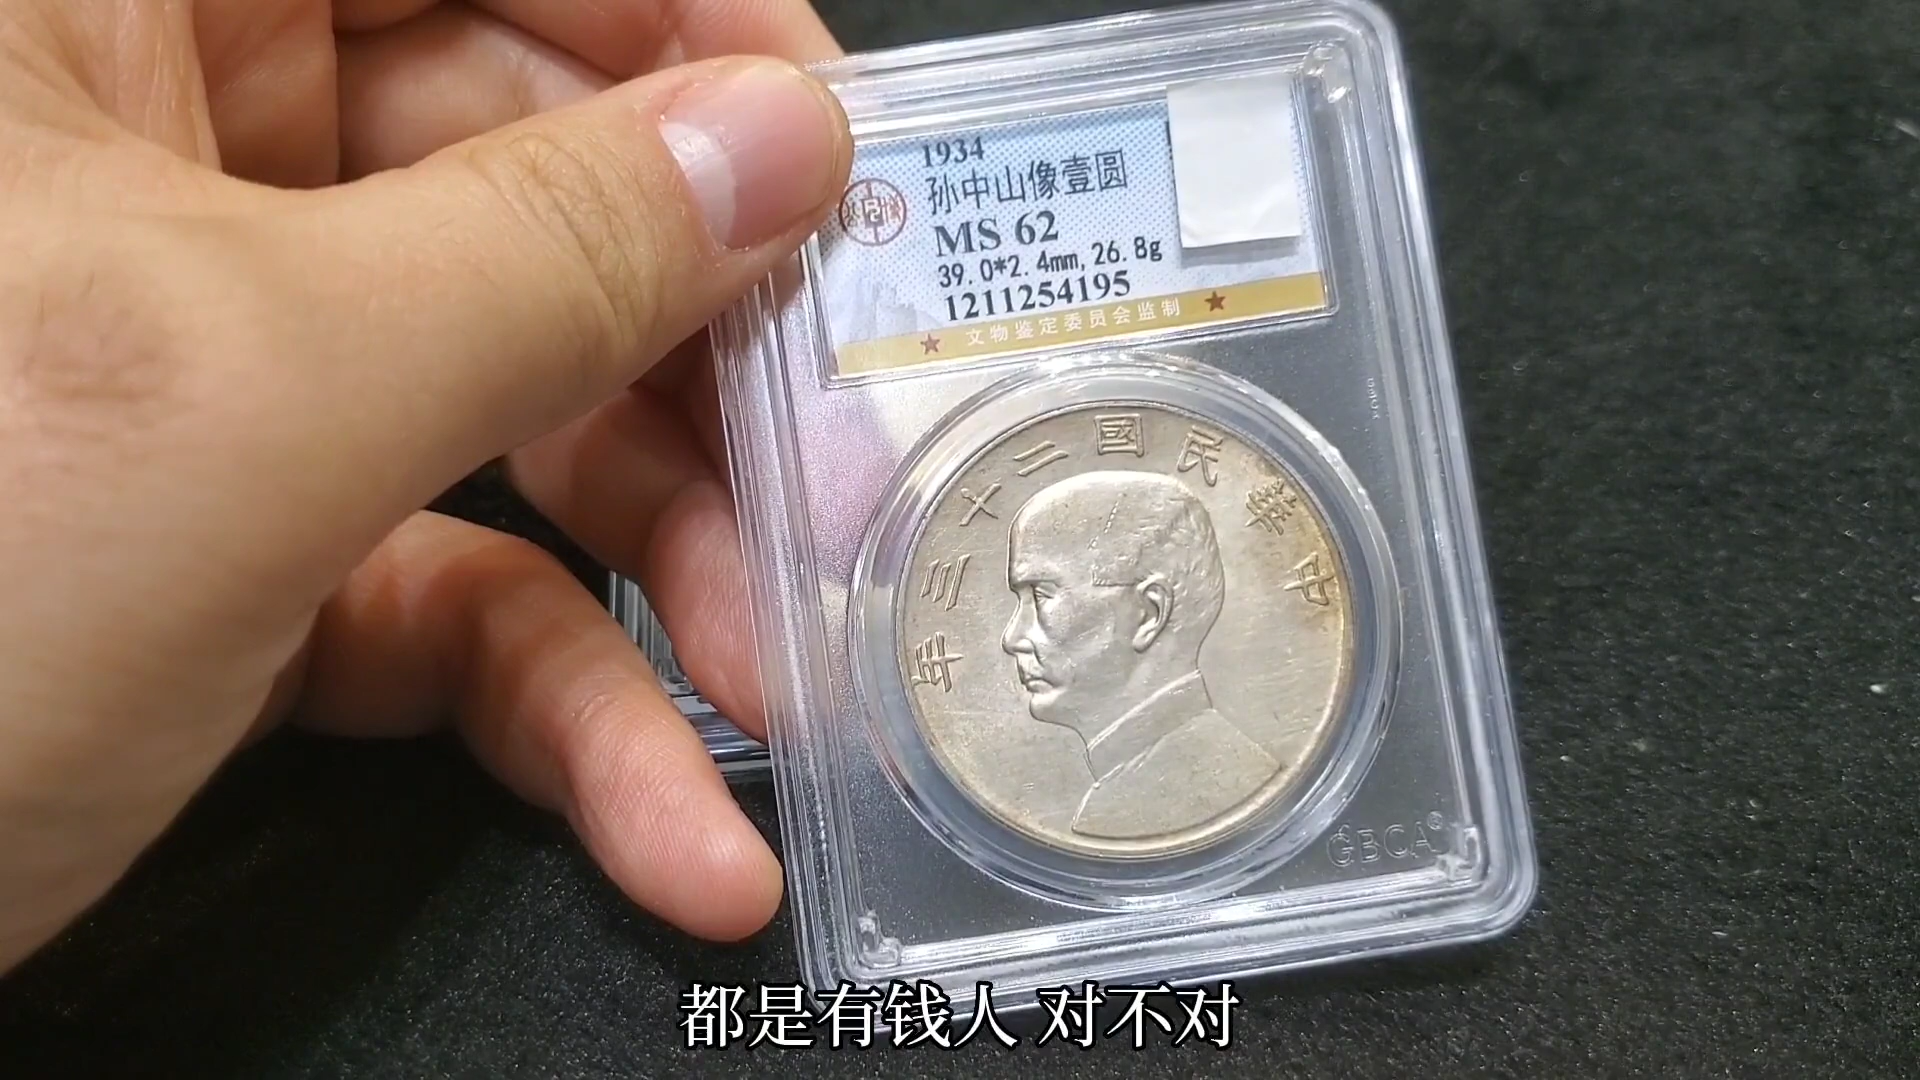 1934
孙中山像壹圆
MS 62
39.0*2.4mm,26.8g
1211254195
★ 文物鉴定委员会监制 ★
中華民國二十三年
GBCA®
都是有钱人 对不对